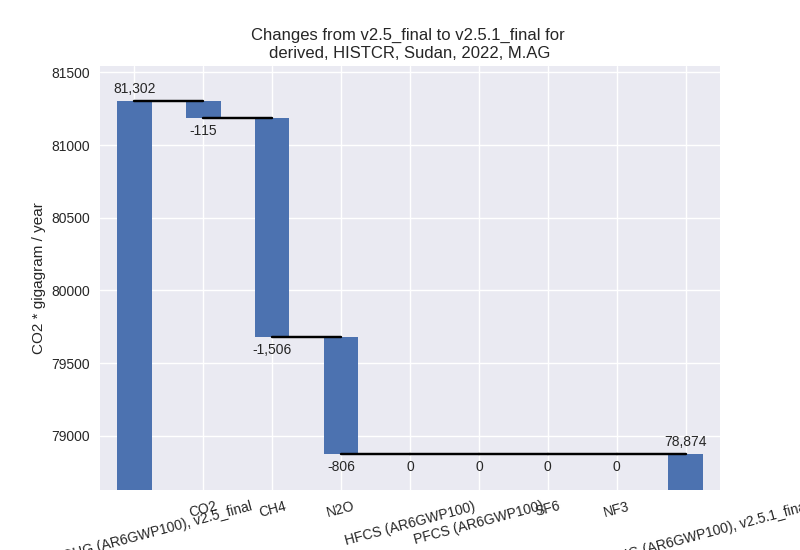 Changes from v2.5_final to v2.5.1_final for
derived, HISTCR, Sudan, 2022, M.AG
CO2 * gigagram / year
81500
81000
80500
80000
79500
79000
81,302
-115
-1,506
-806
0
0
0
0
78,874
(AR6GWP100), v2.5_final
CO2
CH4
N2O
HFCS (AR6GWP100)
PFCS (AR6GWP100)
SF6
NF3
(AR6GWP100), v2.5.1_fina